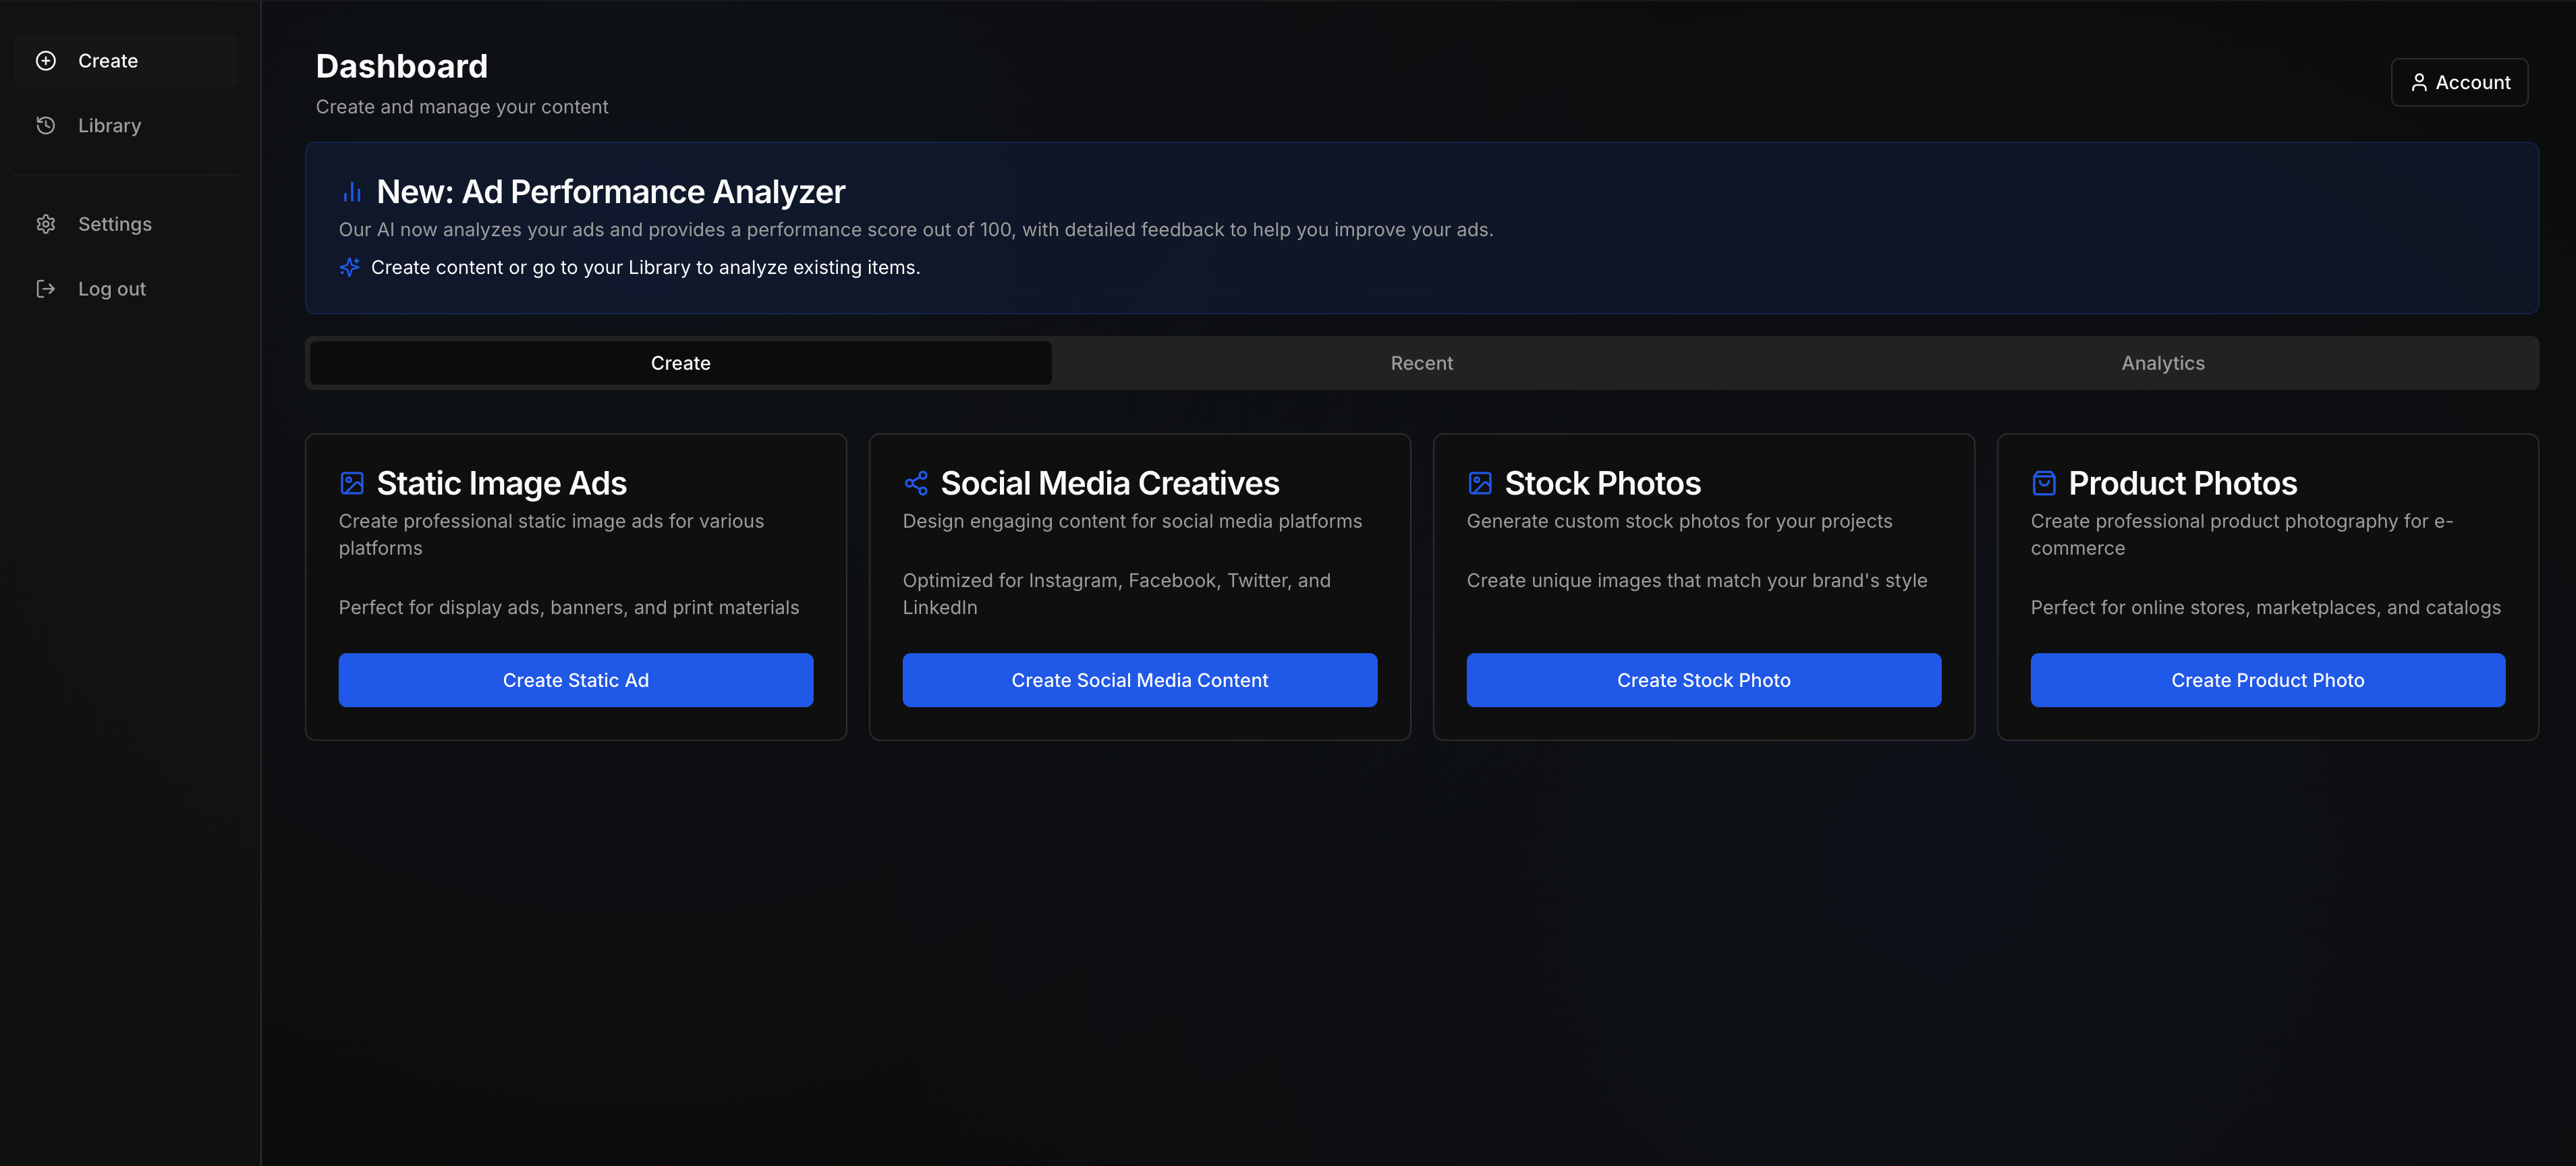 Create
Library
Settings
Log out
Dashboard
Create and manage your content
Account
New: Ad Performance Analyzer
Our AI now analyzes your ads and provides a performance score out of 100, with detailed feedback to help you improve your ads.
Create content or go to your Library to analyze existing items.
Create
Recent
Analytics
Static Image Ads
Create professional static image ads for various
platforms
Perfect for display ads, banners, and print materials
Create Static Ad
Social Media Creatives
Design engaging content for social media platforms
Optimized for Instagram, Facebook, Twitter, and
LinkedIn
Create Social Media Content
Stock Photos
Generate custom stock photos for your projects
Create unique images that match your brand's style
Create Stock Photo
Product Photos
Create professional product photography for e-
commerce
Perfect for online stores, marketplaces, and catalogs
Create Product Photo